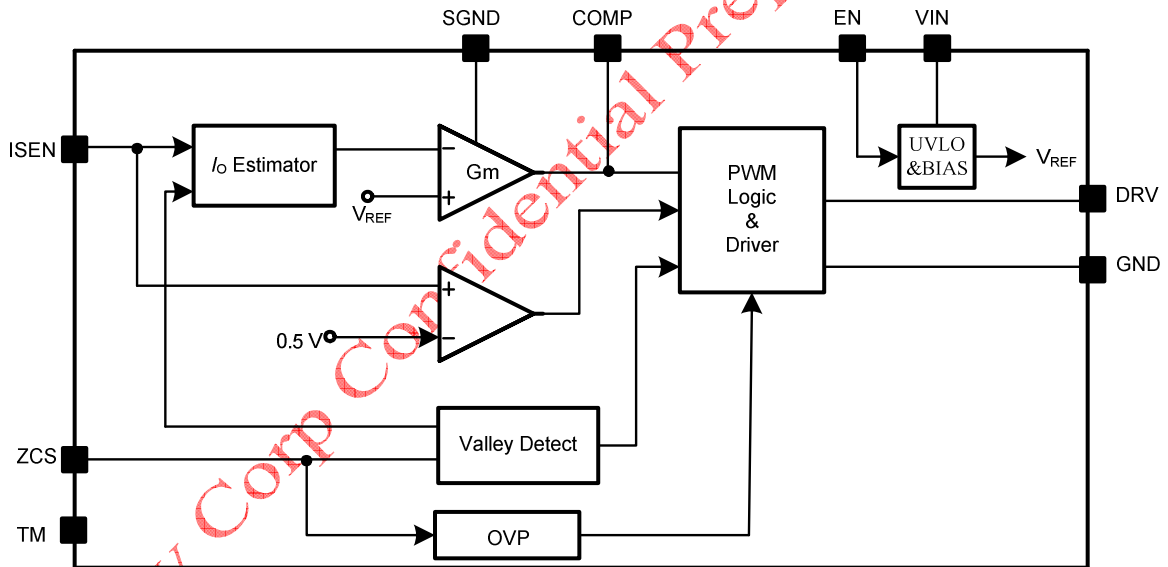 SGND
COMP
EN
VIN
ISEN
IO Estimator
Gm
VREF
PWM
Logic
&
Driver
UVLO
&BIAS
VREF
DRV
GND
0.5 V
Valley Detect
ZCS
TM
OVP
Corp Confidential